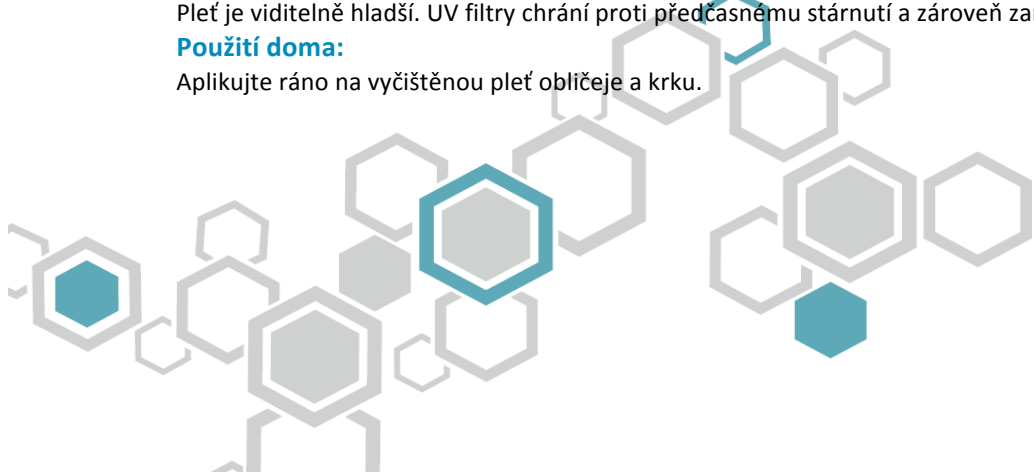 Pleť je viditelně hladší. UV filtry chrání proti předčasnému stárnutí a zároveň
Použití doma:
Aplikujte ráno na vyčištěnou pleť obličeje a krku.